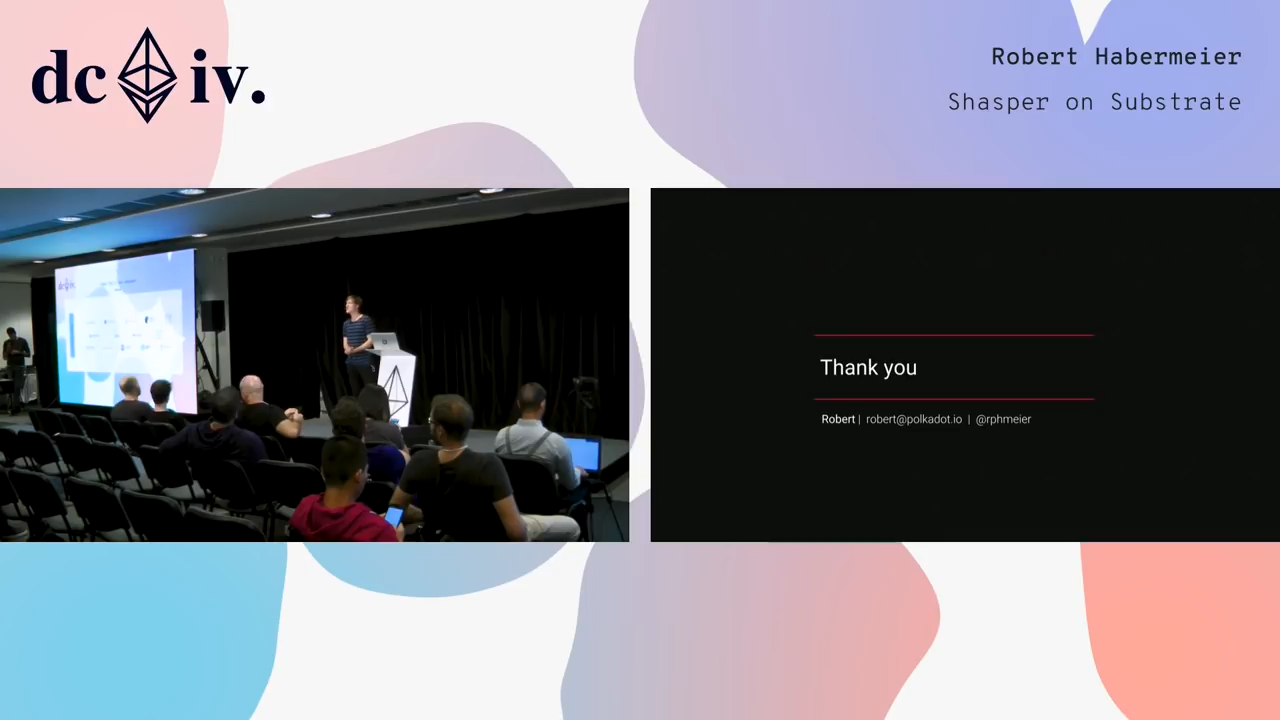 dc iv.
Robert Habermeier
Shasper on Substrate
Thank you
Robert | robert@polkadot.io | @rphmeier